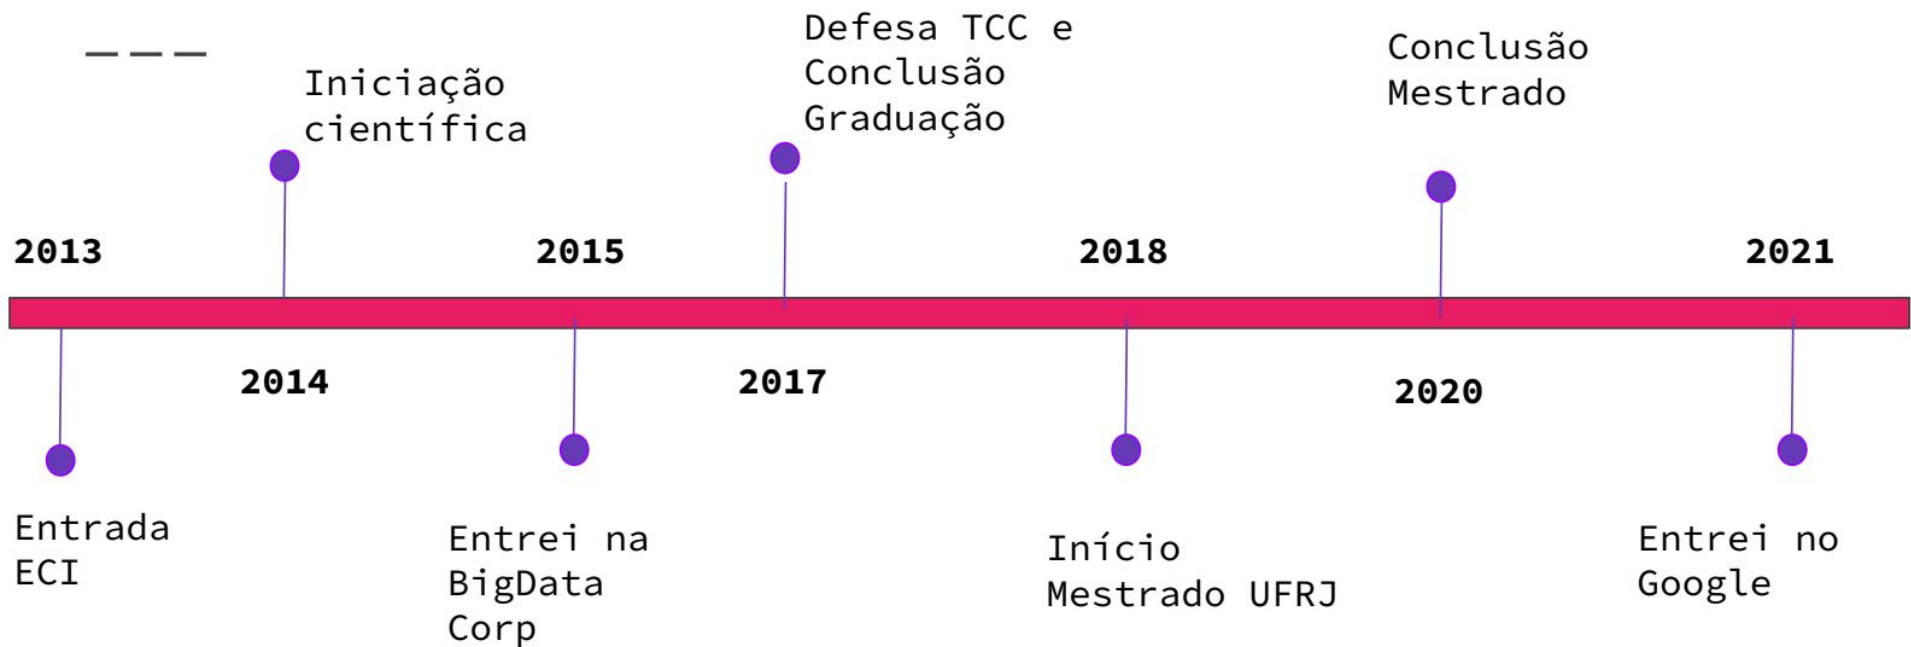 Iniciação
científica
Defesa TCC e
Conclusão
Graduação
Conclusão
Mestrado
2013
2015
2018
2021
2014
2017
2020
Entrada
ECI
Entrei na
BigData
Corp
Início
Mestrado UFRJ
Entrei no
Google